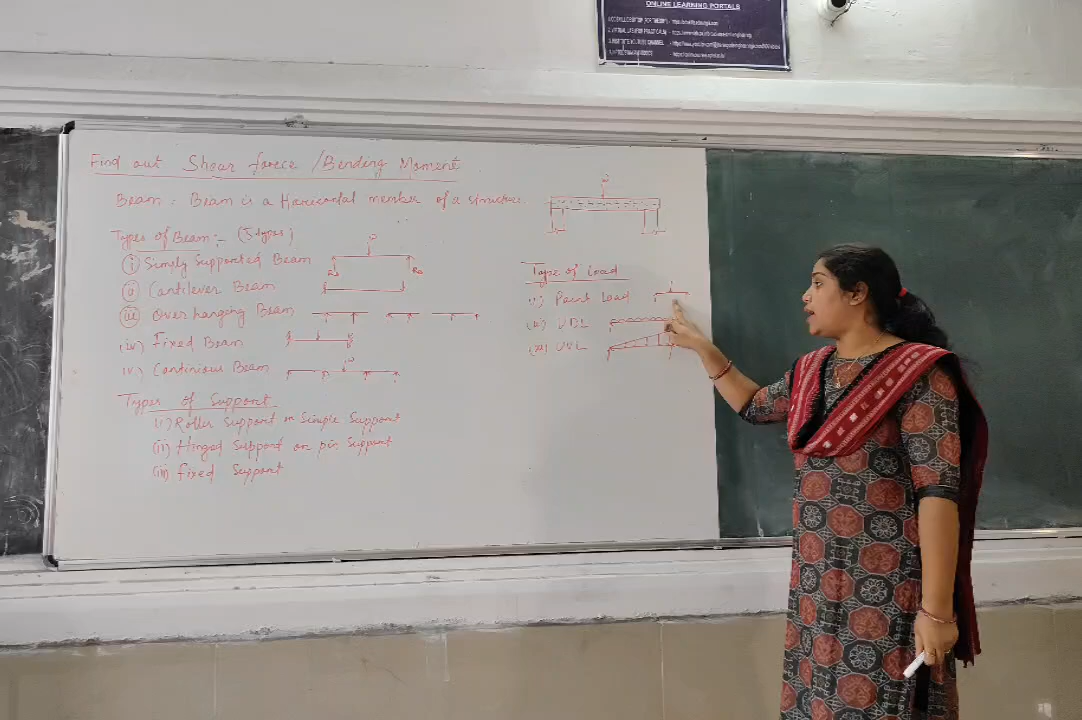 ONLINE LEARNING PORTALS
Find out Shear force / Bending Moment
Beam : Beam is a Horizontal member of a structure.
Types of Beam :- (5 types)
(i) Simply Supported Beam
(ii) Cantilever Beam
(iii) Over hanging Beam
(iv) Fixed Beam
(v) Continious Beam
Types of Support
(i) Roller Support or Simple Support
(ii) Hinged Support or pin Support
(iii) fixed Support
Type of Load
(i) Point Load
(ii) UDL
(iii) UVL